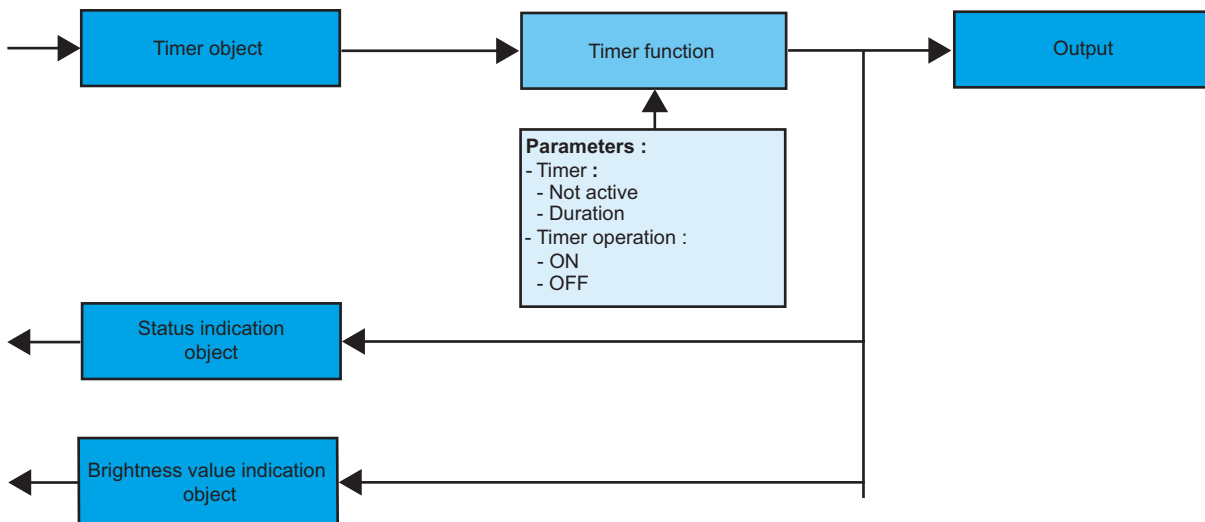 Timer object
Timer function
Output
Parameters :
- Timer :
- Not active
- Duration
- Timer operation :
- ON
- OFF
Status indication
object
Brightness value indication
object